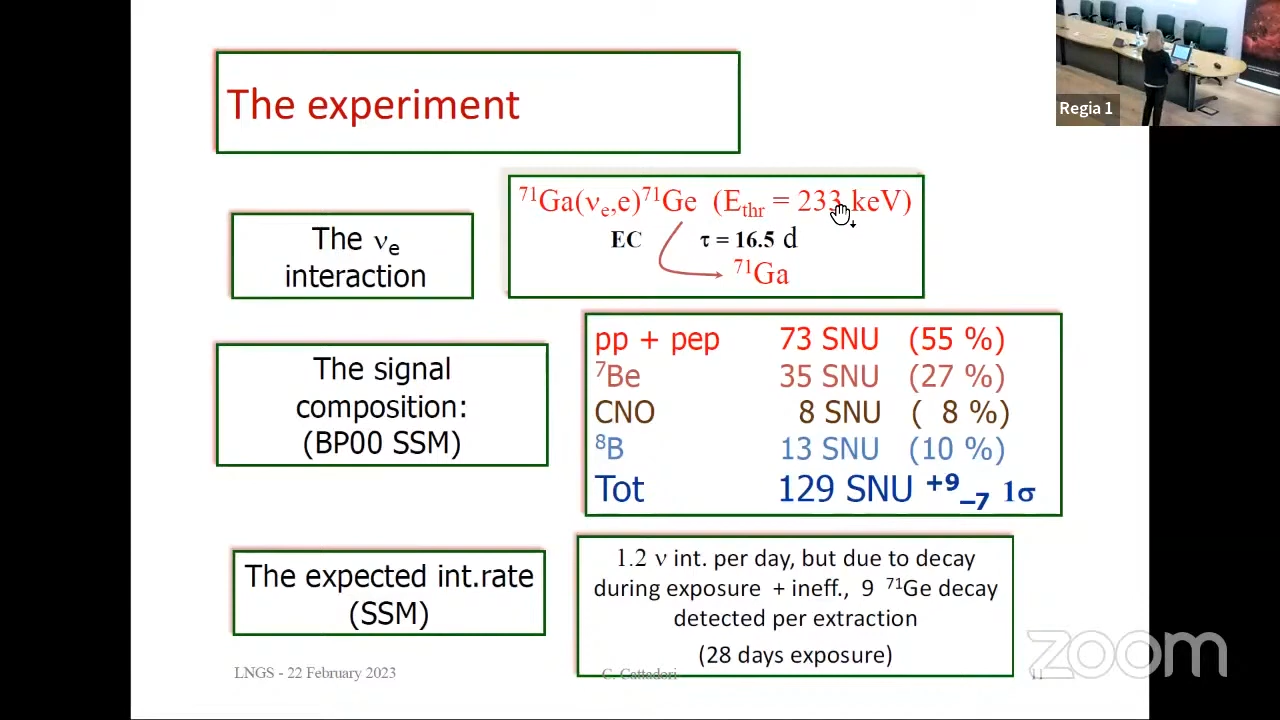 The experiment
Regia 1
⁷¹Ga(νₑ,e)⁷¹Ge (Eₜₕᵣ = 233 keV)
EC τ = 16.5 d
⁷¹Ga
The νₑ
interaction
pp + pep 73 SNU (55 %)
⁷Be 35 SNU (27 %)
CNO 8 SNU ( 8 %)
⁸B 13 SNU (10 %)
Tot 129 SNU ⁺⁹₋₇ 1σ
The signal
composition:
(BP00 SSM)
The expected int.rate
(SSM)
1.2 ν int. per day, but due to decay
during exposure + ineff., 9 ⁷¹Ge decay
detected per extraction
(28 days exposure)
LNGS - 22 February 2023
C. Cattadori
11
zoom